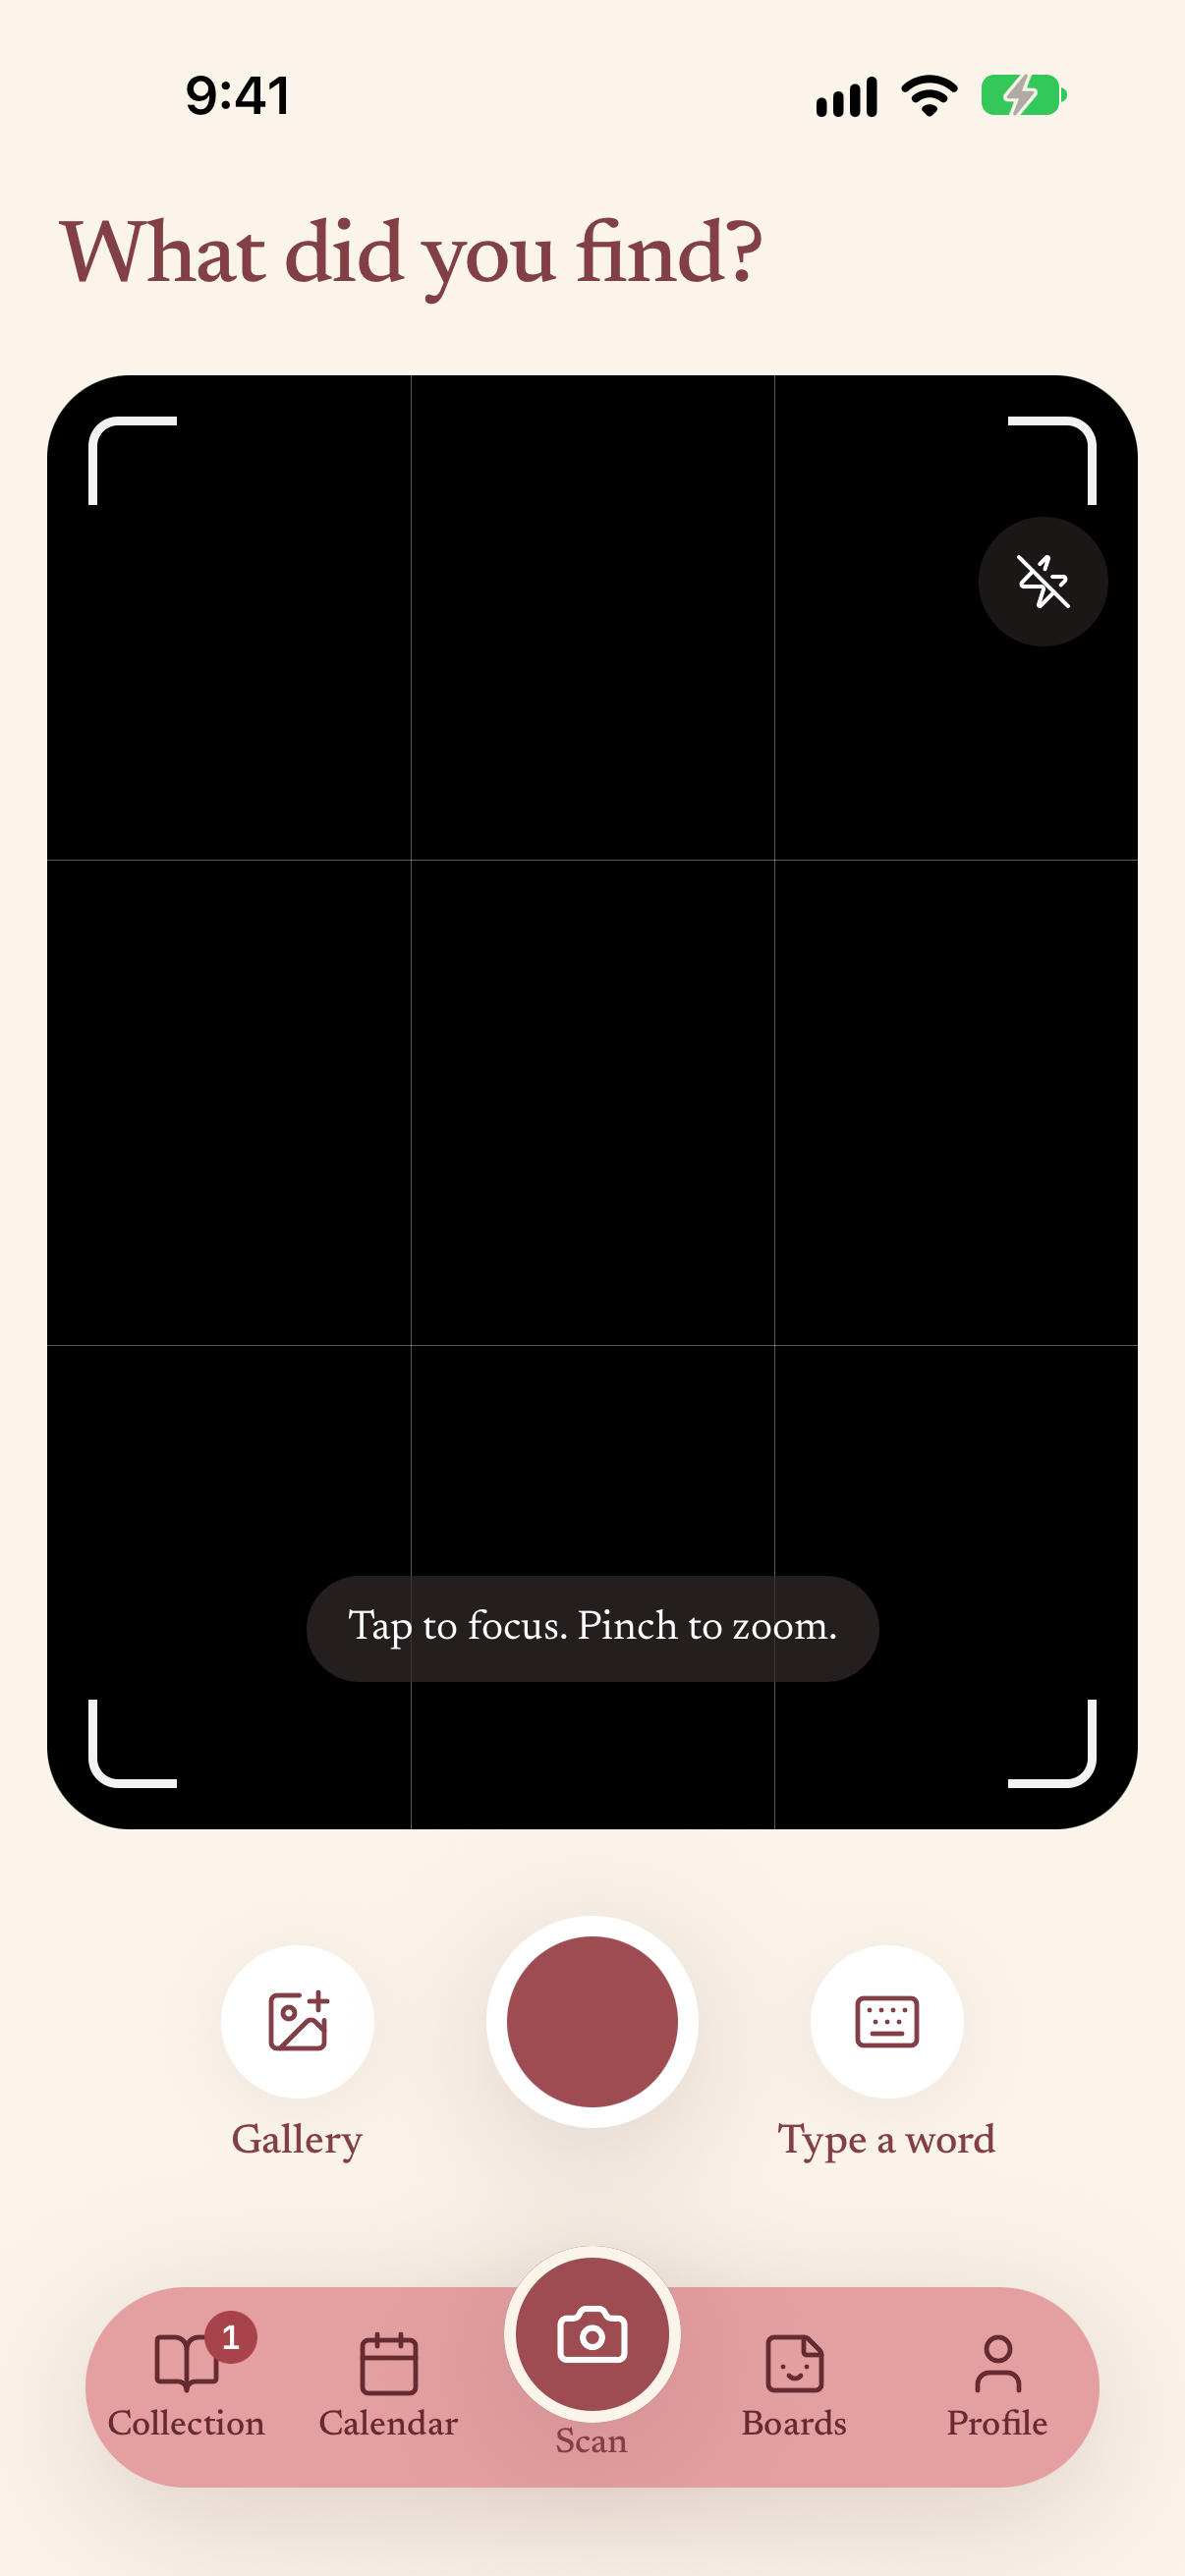 9:41
What did you find?
Tap to focus. Pinch to zoom.
Gallery
Type a word
1
Collection
Calendar
Scan
Boards
Profile